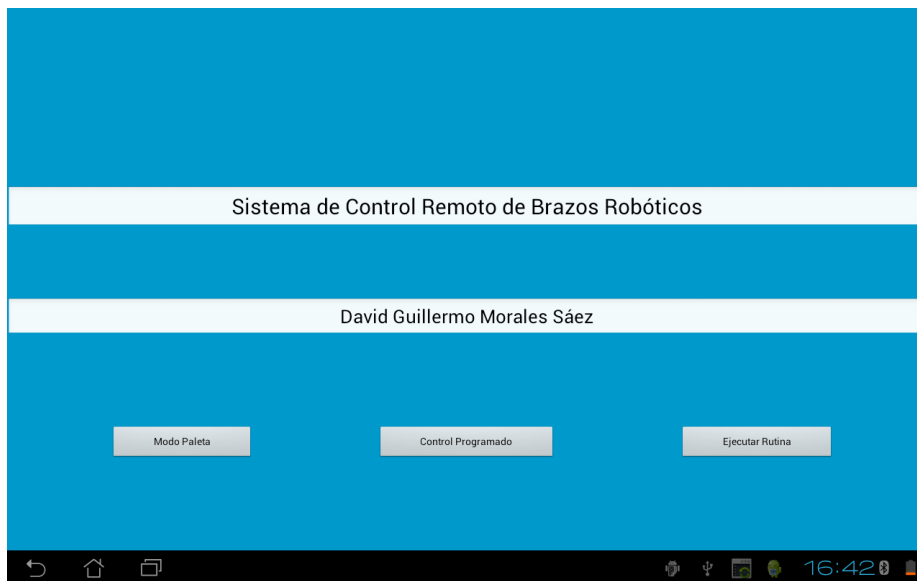 Sistema de Control Remoto de Brazos Robóticos
David Guillermo Morales Sáez
Modo Paleta Control Programado Ejecutar Rutina
16:42